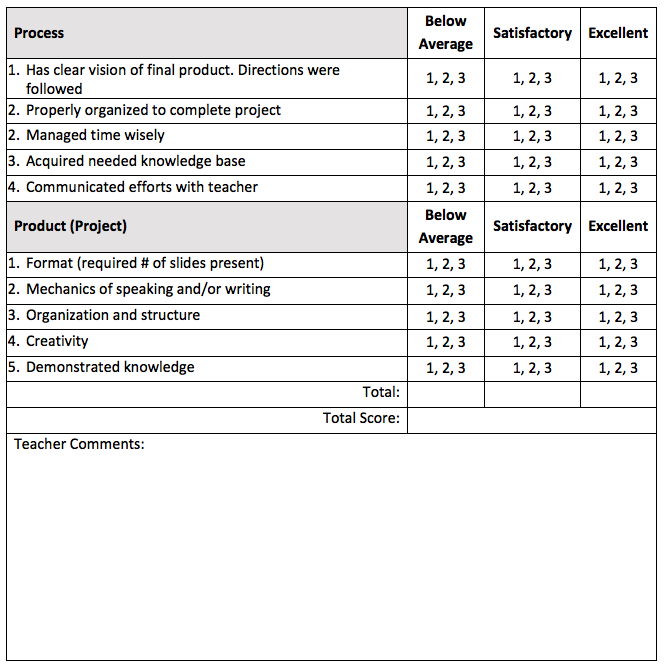 Process Below Average Satisfactory Excellent
1. Has clear vision of final product. Directions were
followed 1, 2, 3 1, 2, 3 1, 2, 3
2. Properly organized to complete project 1, 2, 3 1, 2, 3 1, 2, 3
2. Managed time wisely 1, 2, 3 1, 2, 3 1, 2, 3
3. Acquired needed knowledge base 1, 2, 3 1, 2, 3 1, 2, 3
4. Communicated efforts with teacher 1, 2, 3 1, 2, 3 1, 2, 3
Product (Project) Below Average Satisfactory Excellent
1. Format (required # of slides present) 1, 2, 3 1, 2, 3 1, 2, 3
2. Mechanics of speaking and/or writing 1, 2, 3 1, 2, 3 1, 2, 3
3. Organization and structure 1, 2, 3 1, 2, 3 1, 2, 3
4. Creativity 1, 2, 3 1, 2, 3 1, 2, 3
5. Demonstrated knowledge 1, 2, 3 1, 2, 3 1, 2, 3
Total:
Total Score:
Teacher Comments: